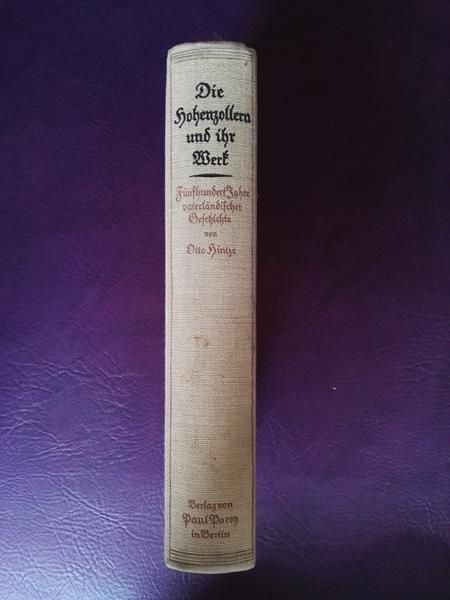 Die
Hohenzollern
und ihr
Werk
Fünfhundert Jahre
vaterländischer
Geschichte
von
Otto Hintze
Verlag von
Paul Parey
in Berlin